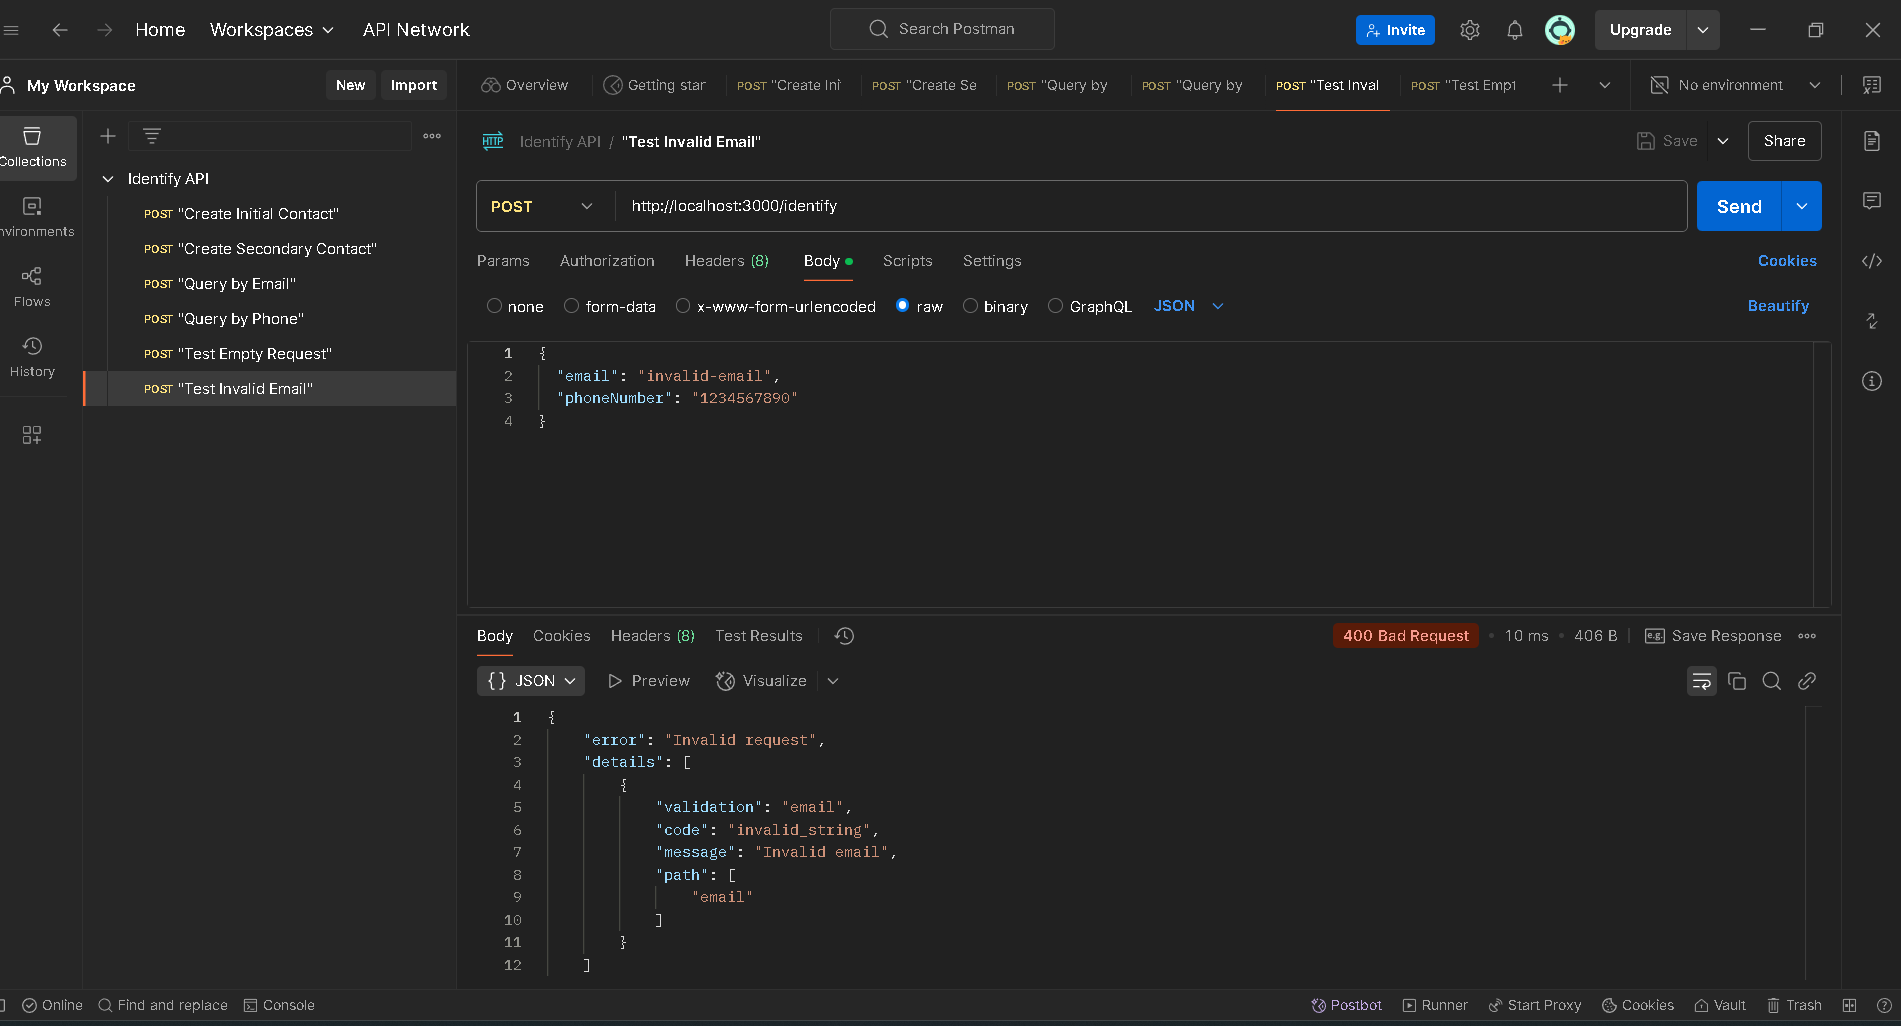 Home Workspaces API Network Search Postman Invite Upgrade
My Workspace New Import
Overview Getting star POST "Create Ini POST "Create Se POST "Query by POST "Query by POST "Test Inval POST "Test Empt No environment
Collections
nvironments
Flows
History
Identify API
POST "Create Initial Contact"
POST "Create Secondary Contact"
POST "Query by Email"
POST "Query by Phone"
POST "Test Empty Request"
POST "Test Invalid Email"
HTTP Identify API / "Test Invalid Email" Save Share
POST http://localhost:3000/identify Send
Params Authorization Headers (8) Body Scripts Settings Cookies
none form-data x-www-form-urlencoded raw binary GraphQL JSON Beautify
1 {
2 "email": "invalid-email",
3 "phoneNumber": "1234567890"
4 }
Body Cookies Headers (8) Test Results 400 Bad Request • 10 ms • 406 B e.g. Save Response
{} JSON Preview Visualize
1 {
2 "error": "Invalid request",
3 "details": [
4 {
5 "validation": "email",
6 "code": "invalid_string",
7 "message": "Invalid email",
8 "path": [
9 "email"
10 ]
11 }
12 ]
Online Find and replace Console Postbot Runner Start Proxy Cookies Vault Trash